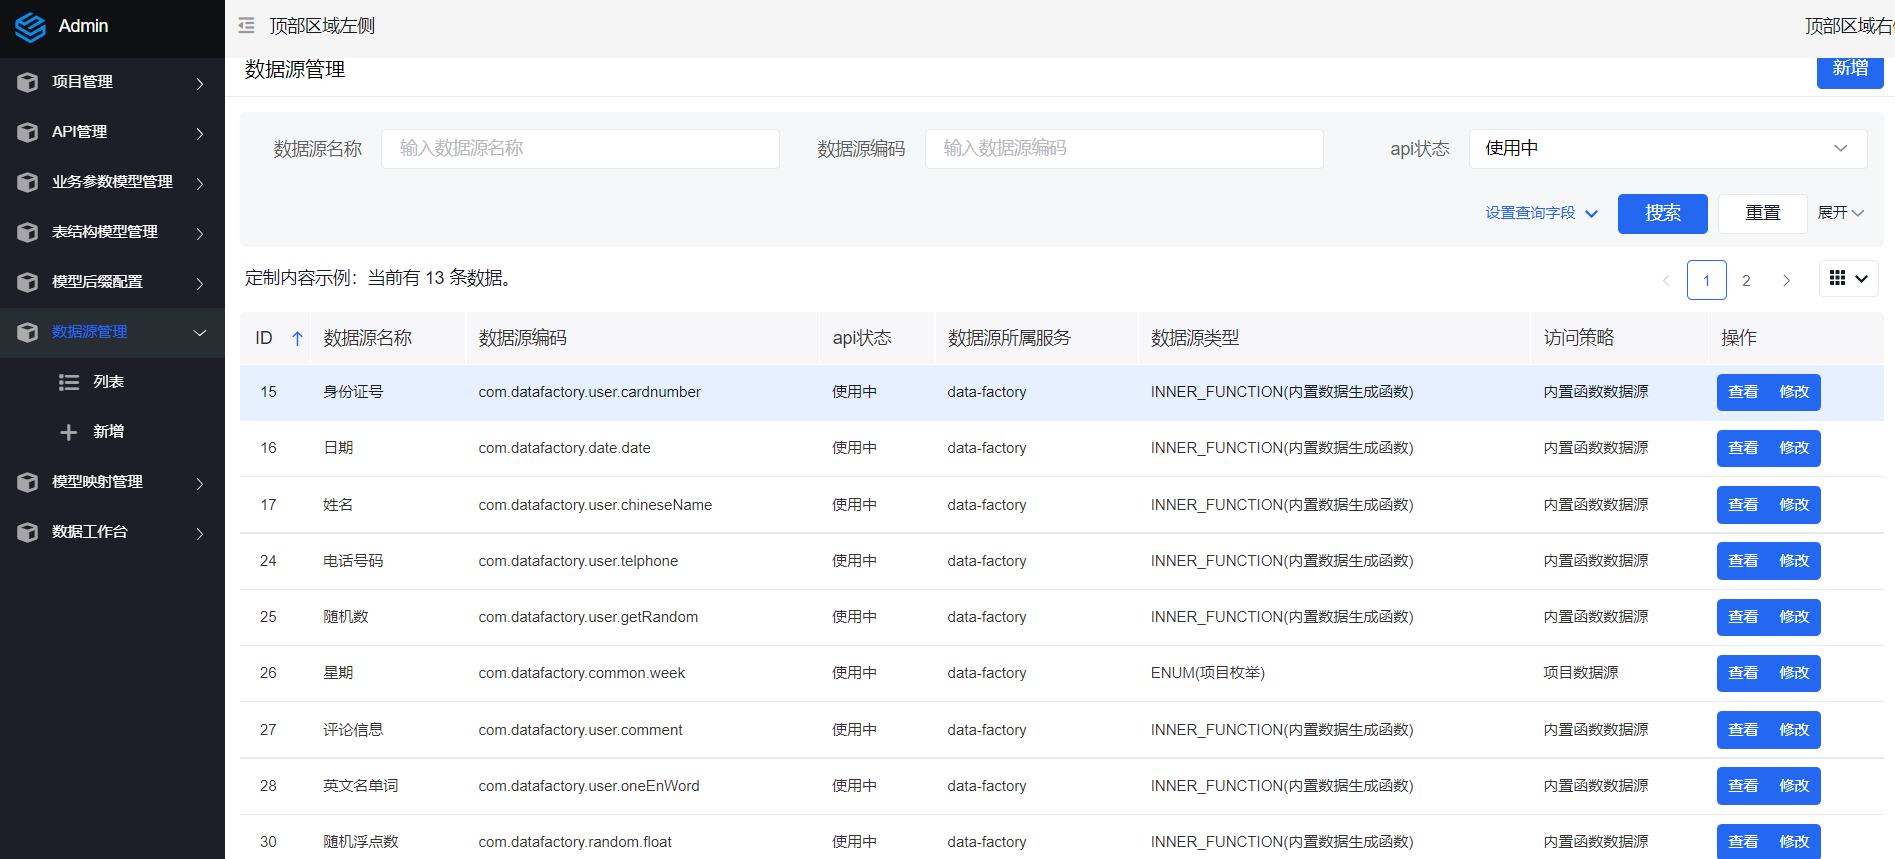 Admin
顶部区域左侧
顶部区域右
项目管理
API管理
业务参数模型管理
表结构模型管理
模型后缀配置
数据源管理
列表
新增
模型映射管理
数据工作台
数据源管理
新增
数据源名称 输入数据源名称 数据源编码 输入数据源编码 api状态 使用中
设置查询字段 搜索 重置 展开
定制内容示例：当前有 13 条数据。 1 2
ID 数据源名称 数据源编码 api状态 数据源所属服务 数据源类型 访问策略 操作
15 身份证号 com.datafactory.user.cardnumber 使用中 data-factory INNER_FUNCTION(内置数据生成函数) 内置函数数据源 查看 修改
16 日期 com.datafactory.date.date 使用中 data-factory INNER_FUNCTION(内置数据生成函数) 内置函数数据源 查看 修改
17 姓名 com.datafactory.user.chineseName 使用中 data-factory INNER_FUNCTION(内置数据生成函数) 内置函数数据源 查看 修改
24 电话号码 com.datafactory.user.telphone 使用中 data-factory INNER_FUNCTION(内置数据生成函数) 内置函数数据源 查看 修改
25 随机数 com.datafactory.user.getRandom 使用中 data-factory INNER_FUNCTION(内置数据生成函数) 内置函数数据源 查看 修改
26 星期 com.datafactory.common.week 使用中 data-factory ENUM(项目枚举) 项目数据源 查看 修改
27 评论信息 com.datafactory.user.comment 使用中 data-factory INNER_FUNCTION(内置数据生成函数) 内置函数数据源 查看 修改
28 英文名单词 com.datafactory.user.oneEnWord 使用中 data-factory INNER_FUNCTION(内置数据生成函数) 内置函数数据源 查看 修改
30 随机浮点数 com.datafactory.random.float 使用中 data-factory INNER_FUNCTION(内置数据生成函数) 内置函数数据源 查看 修改